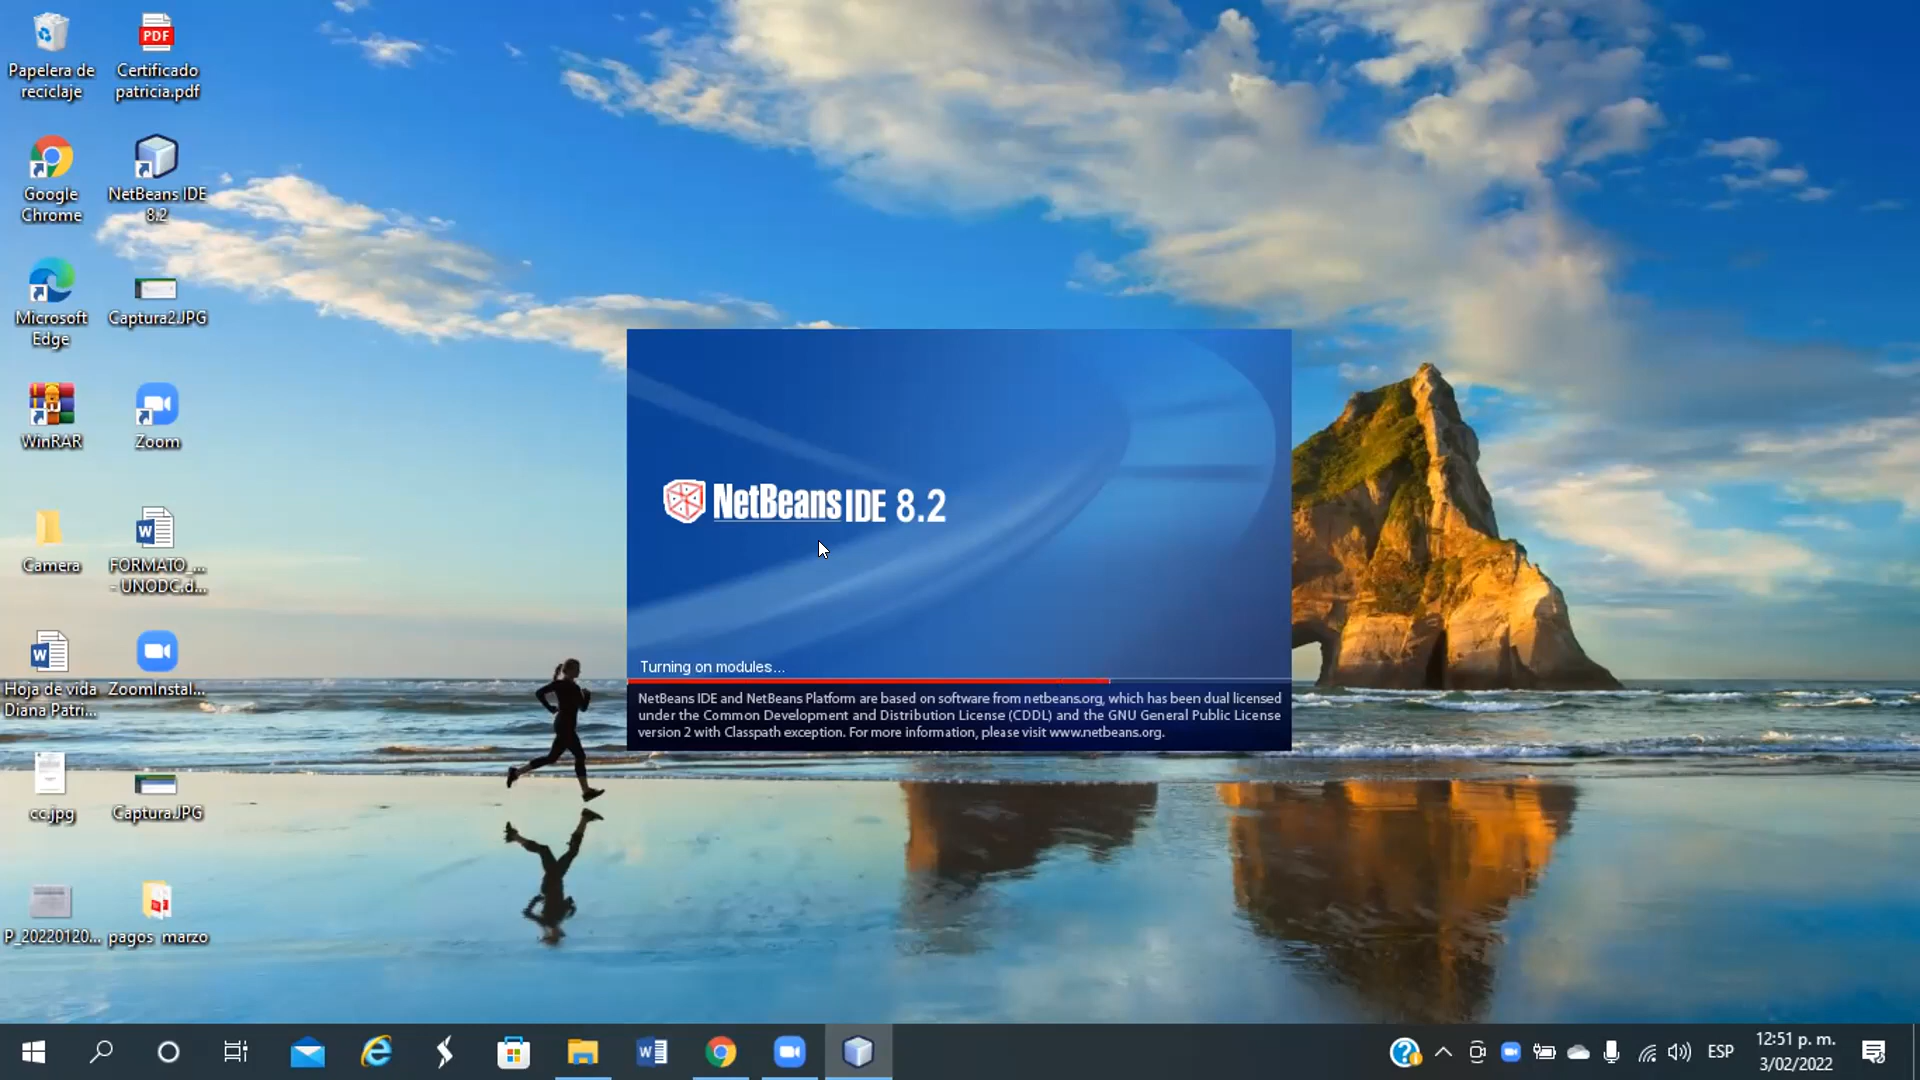 Papelera de
reciclaje
PDF
Certificado
patricia.pdf
Google
Chrome
NetBeans IDE
8.2
Microsoft
Edge
Captura2.JPG
WinRAR
Zoom
Camera
FORMATO_...
- UNODC.d...
Hoja de vida
Diana Patri...
ZoomInstal...
cc.jpg
Captura.JPG
P_20220120...
pagos marzo
NetBeans IDE 8.2
Turning on modules...
NetBeans IDE and NetBeans Platform are based on software from netbeans.org, which has been dual licensed
under the Common Development and Distribution License (CDDL) and the GNU General Public License
version 2 with Classpath exception. For more information, please visit www.netbeans.org.
ESP
12:51 p. m.
3/02/2022